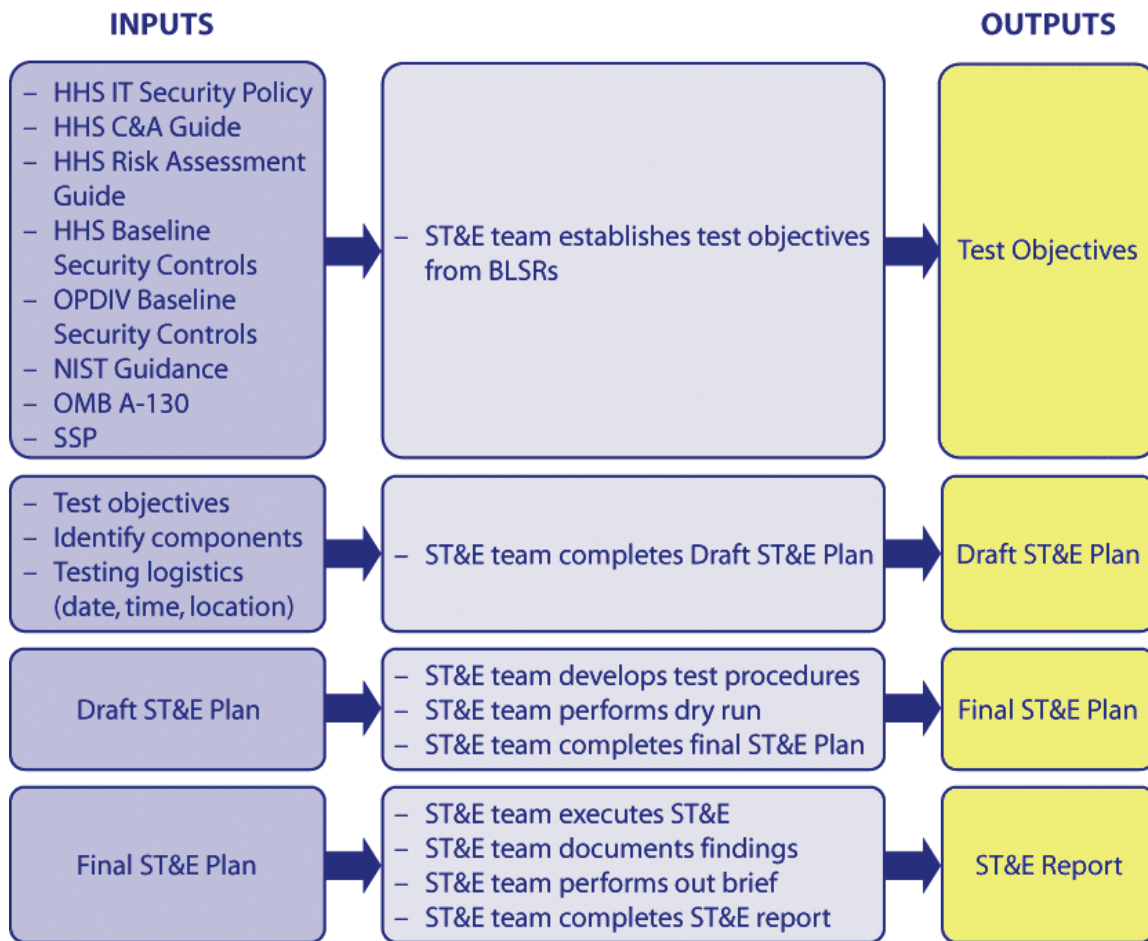 INPUTS
OUTPUTS
– HHS IT Security Policy
– HHS C&A Guide
– HHS Risk Assessment
Guide
– HHS Baseline
Security Controls
– OPDIV Baseline
Security Controls
– NIST Guidance
– OMB A-130
– SSP
– ST&E team establishes test objectives
from BLSRs
Test Objectives
– Test objectives
– Identify components
– Testing logistics
(date, time, location)
– ST&E team completes Draft ST&E Plan
Draft ST&E Plan
Draft ST&E Plan
– ST&E team develops test procedures
– ST&E team performs dry run
– ST&E team completes final ST&E Plan
Final ST&E Plan
Final ST&E Plan
– ST&E team executes ST&E
– ST&E team documents findings
– ST&E team performs out brief
– ST&E team completes ST&E report
ST&E Report